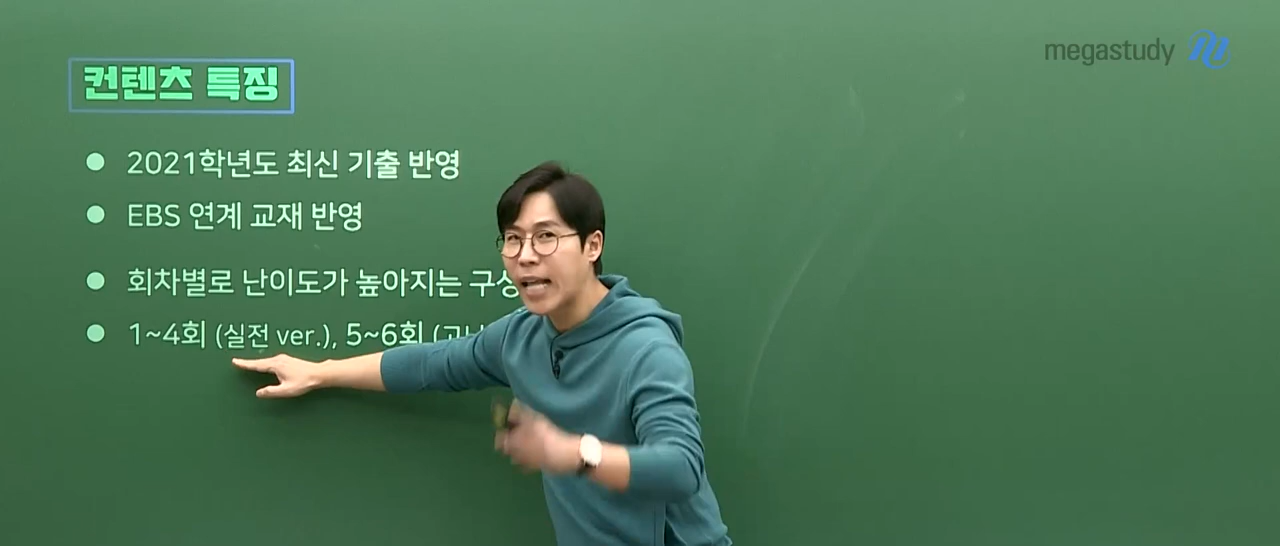 megastudy
컨텐츠 특징
2021학년도 최신 기출 반영
EBS 연계 교재 반영
회차별로 난이도가 높아지는
1~4회 (실전 ver.), 5~6회